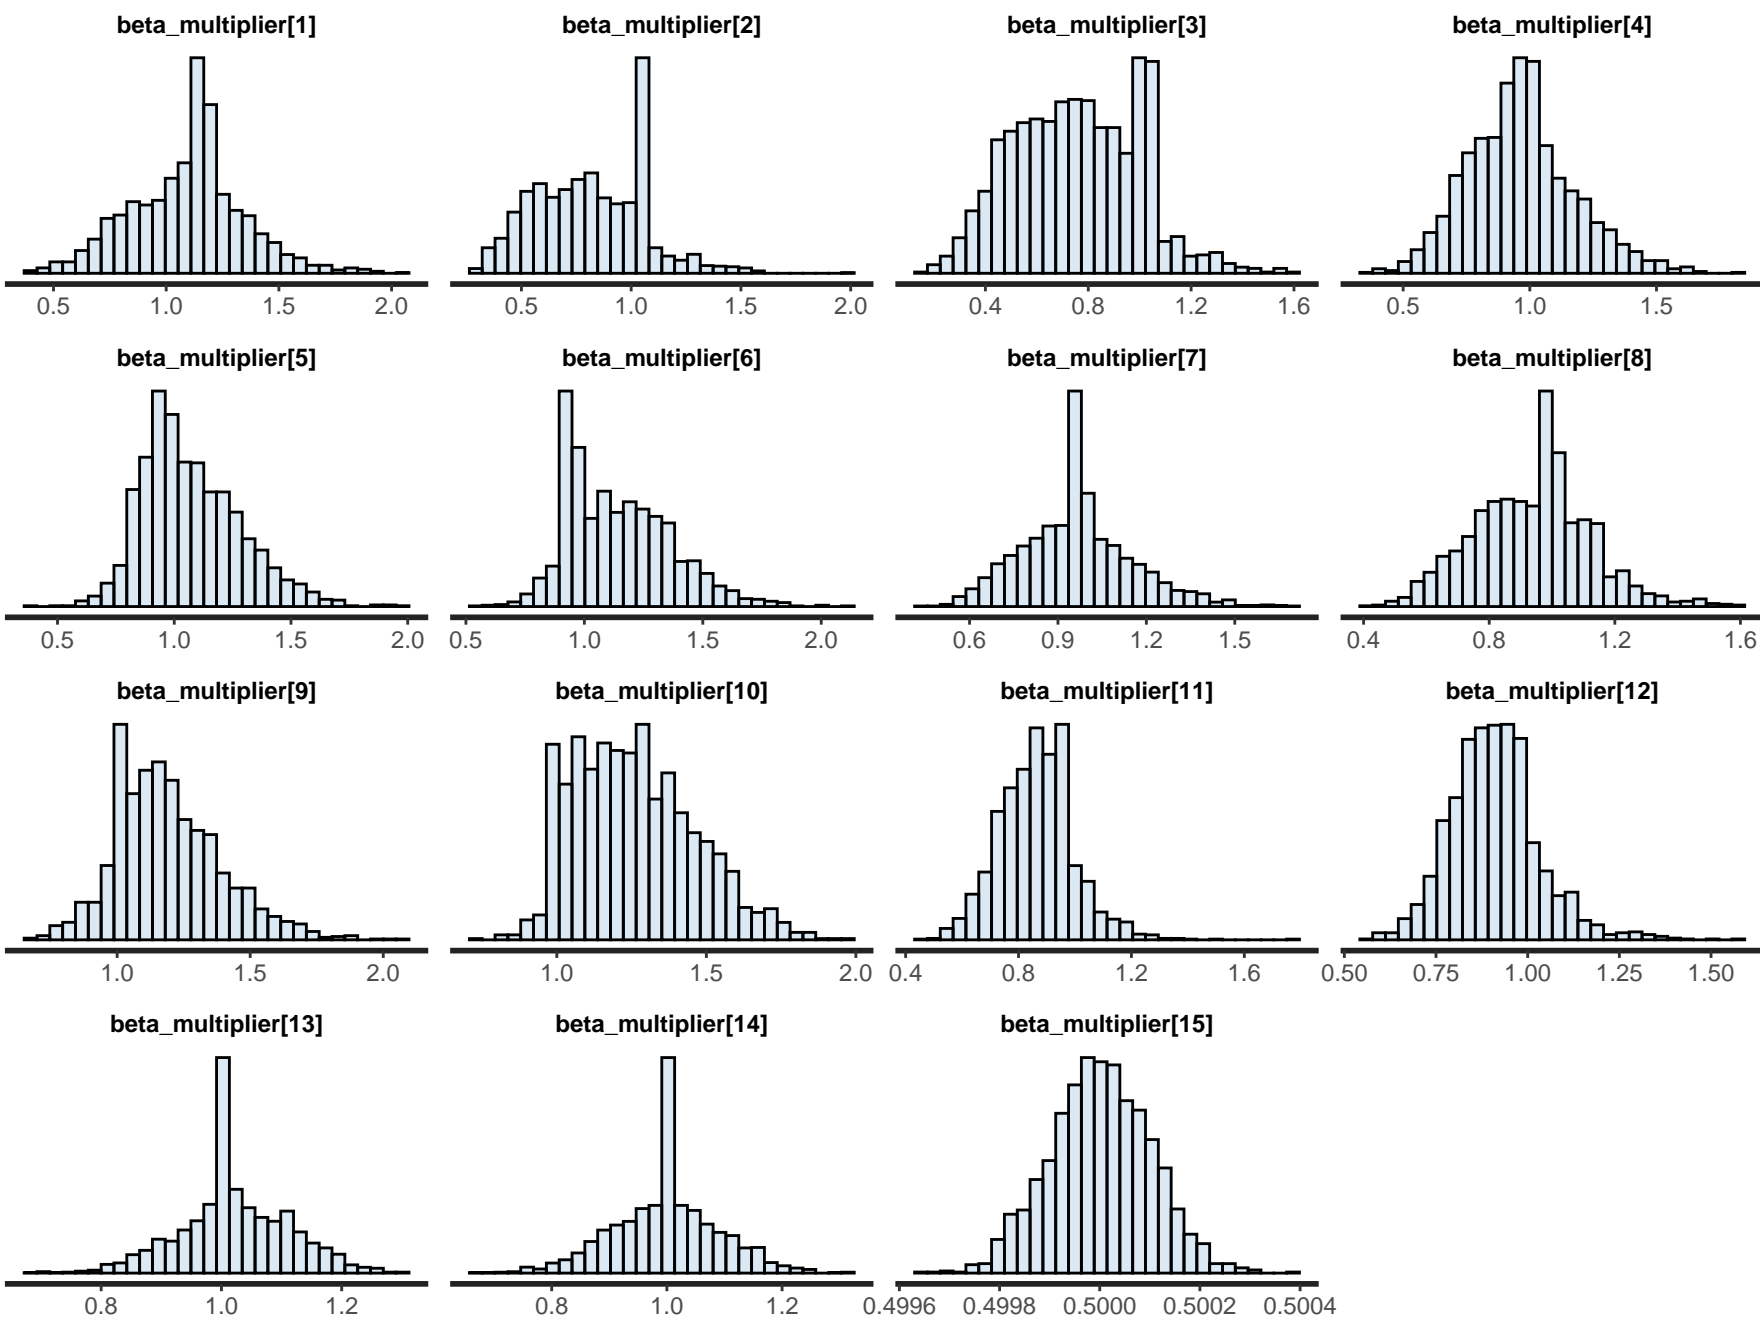 beta_multiplier[1] beta_multiplier[2] beta_multiplier[3] beta_multiplier[4]
0.5 1.0 1.5 2.0 0.5 1.0 1.5 2.0 0.4 0.8 1.2 1.6 0.5 1.0 1.5
beta_multiplier[5] beta_multiplier[6] beta_multiplier[7] beta_multiplier[8]
0.5 1.0 1.5 2.0 0.5 1.0 1.5 2.0 0.6 0.9 1.2 1.5 0.4 0.8 1.2 1.6
beta_multiplier[9] beta_multiplier[10] beta_multiplier[11] beta_multiplier[12]
1.0 1.5 2.0 1.0 1.5 2.0 0.4 0.8 1.2 1.6 0.50 0.75 1.00 1.25 1.50
beta_multiplier[13] beta_multiplier[14] beta_multiplier[15]
0.8 1.0 1.2 0.8 1.0 1.2 0.4996 0.4998 0.5000 0.5002 0.5004